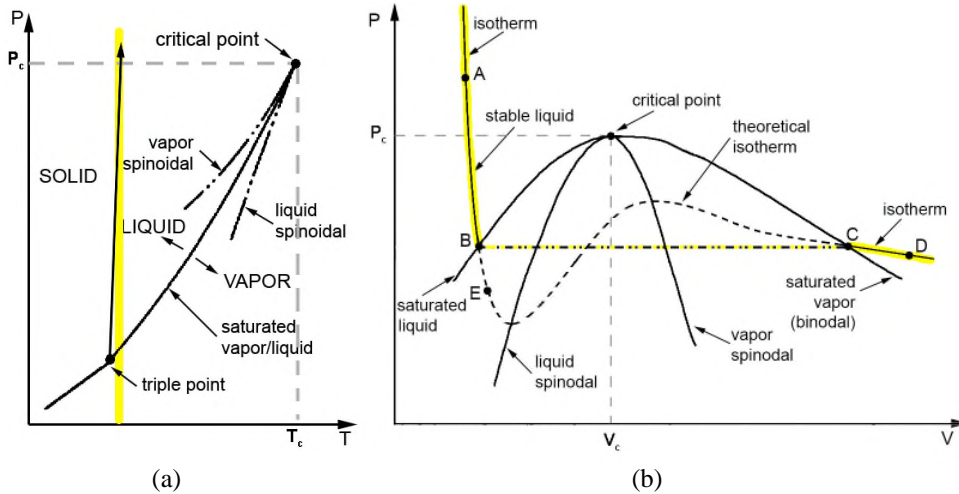 P
critical point
P_c
SOLID
vapor
spinoidal
LIQUID
liquid
spinoidal
VAPOR
saturated
vapor/liquid
triple point
T_c
T
(a)
P
isotherm
A
stable liquid
critical point
P_c
theoretical
isotherm
B
C
isotherm
D
E
saturated
liquid
saturated
vapor
(binodal)
vapor
spinodal
liquid
spinodal
V_c
V
(b)